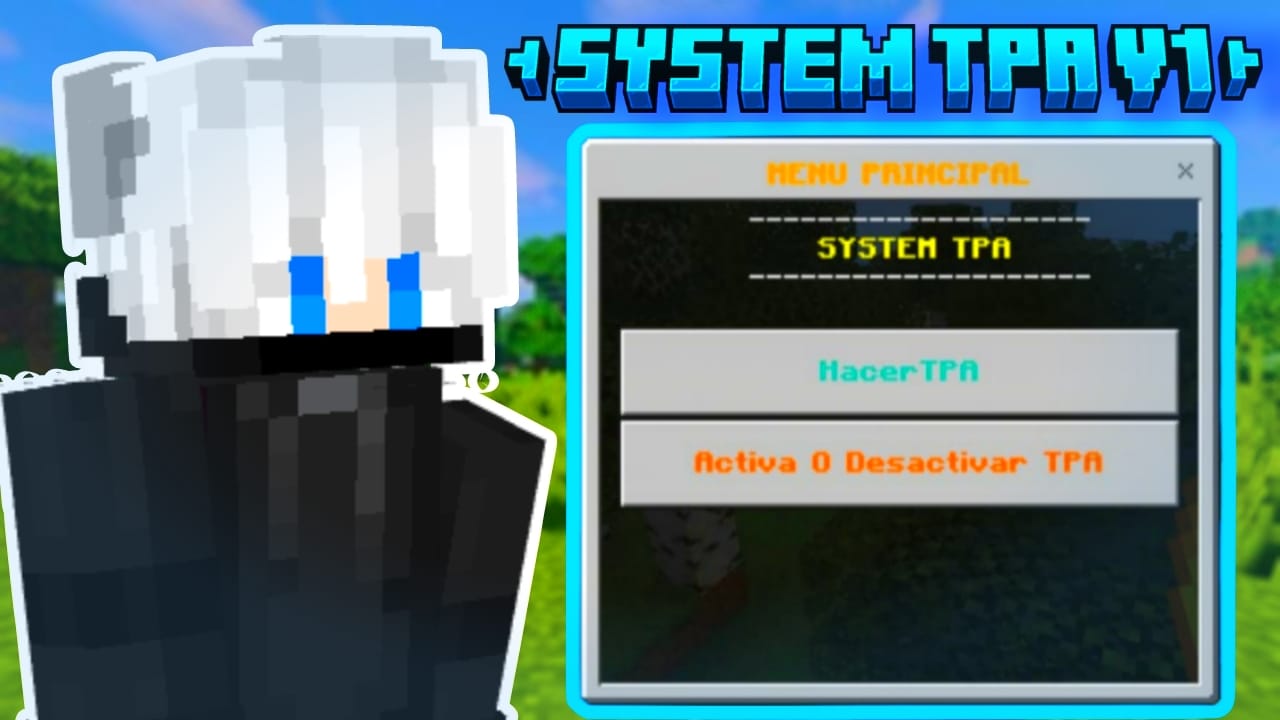 SYSTEM TPA V1
MENU PRINCIPAL
--------------------
SYSTEM TPA
--------------------
HacerTPA
Activa O Desactivar TPA